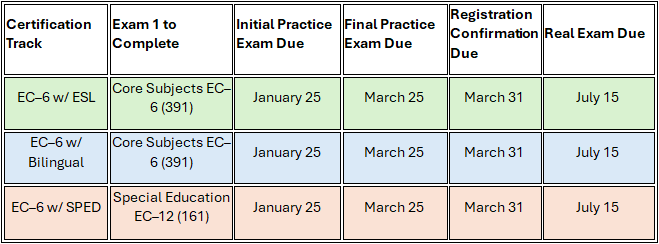 Certification Exam 1 to Initial Practice Final Practice Registration Real Exam Due
Track Complete Exam Due Exam Due Confirmation
Due
EC–6 w/ ESL Core Subjects EC– January 25 March 25 March 31 July 15
6 (391)
EC–6 w/ Core Subjects EC– January 25 March 25 March 31 July 15
Bilingual 6 (391)
EC–6 w/ SPED Special Education January 25 March 25 March 31 July 15
EC–12 (161)